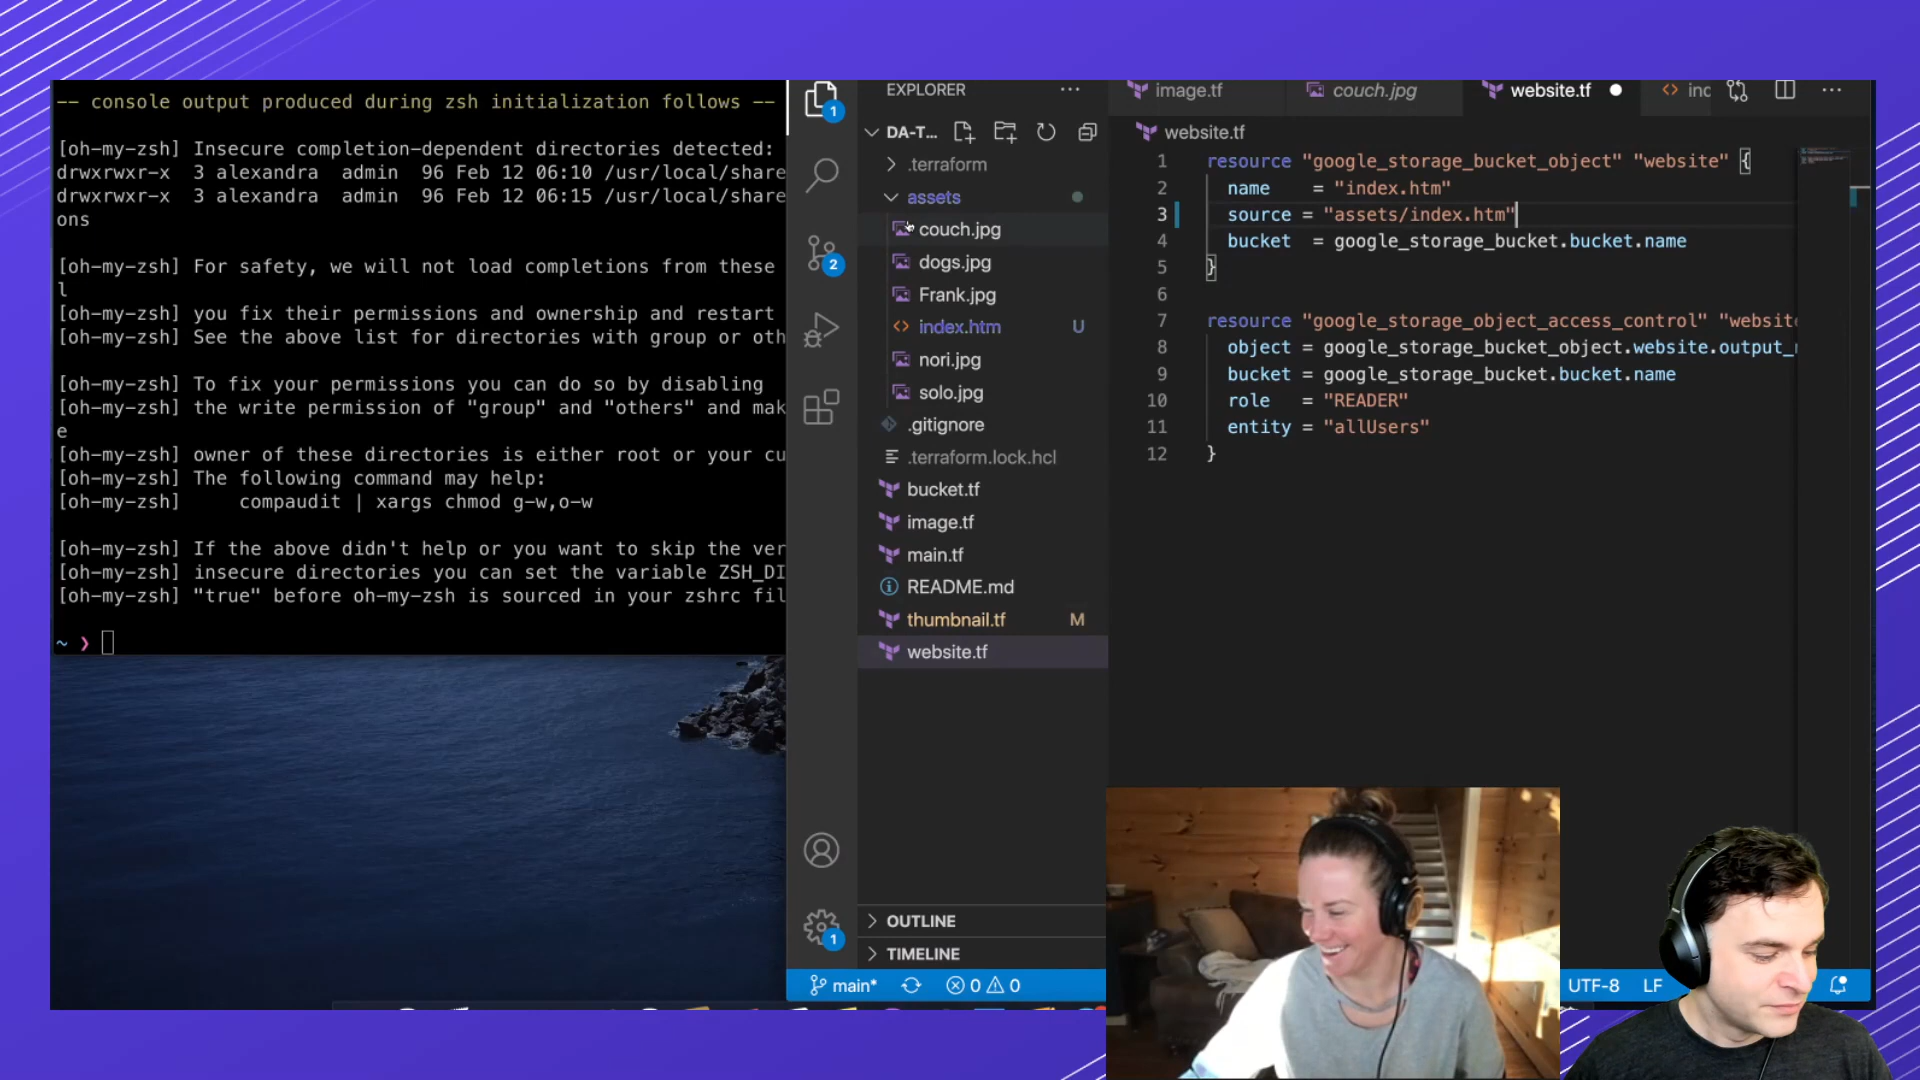 -- console output produced during zsh initialization follows --
[oh-my-zsh] Insecure completion-dependent directories detected:
drwxrwxr-x  3 alexandra  admin  96 Feb 12 06:10 /usr/local/share
drwxrwxr-x  3 alexandra  admin  96 Feb 12 06:15 /usr/local/share
ons
[oh-my-zsh] For safety, we will not load completions from these
l
[oh-my-zsh] you fix their permissions and ownership and restart
[oh-my-zsh] See the above list for directories with group or oth
[oh-my-zsh] To fix your permissions you can do so by disabling
[oh-my-zsh] the write permission of "group" and "others" and mak
e
[oh-my-zsh] owner of these directories is either root or your cu
[oh-my-zsh] The following command may help:
[oh-my-zsh]     compaudit | xargs chmod g-w,o-w
[oh-my-zsh] If the above didn't help or you want to skip the ver
[oh-my-zsh] insecure directories you can set the variable ZSH_DI
[oh-my-zsh] "true" before oh-my-zsh is sourced in your zshrc fil
~ ❯
1
2
1
EXPLORER ...
DA-T...
.terraform
assets
couch.jpg
dogs.jpg
Frank.jpg
index.htm U
nori.jpg
solo.jpg
.gitignore
.terraform.lock.hcl
bucket.tf
image.tf
main.tf
README.md
thumbnail.tf M
website.tf
OUTLINE
TIMELINE
image.tf couch.jpg website.tf inc ...
website.tf
1 resource "google_storage_bucket_object" "website" {
2 name    = "index.htm"
3 source = "assets/index.htm"
4 bucket  = google_storage_bucket.bucket.name
5 }
6
7 resource "google_storage_object_access_control" "website
8 object = google_storage_bucket_object.website.output_
9 bucket = google_storage_bucket.bucket.name
10 role   = "READER"
11 entity = "allUsers"
12 }
main* 0 0 UTF-8 LF